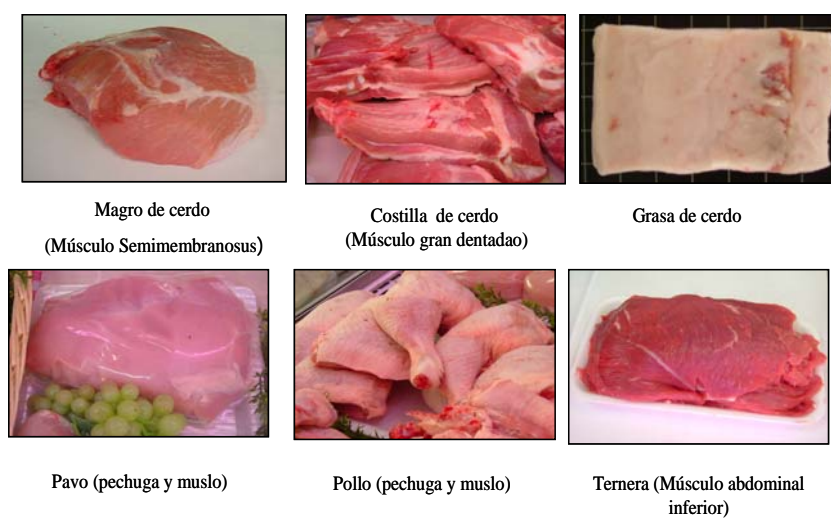 Magro de cerdo
(Músculo Semimembranosus)
Costilla de cerdo
(Músculo gran dentadao)
Grasa de cerdo
Pavo (pechuga y muslo)
Pollo (pechuga y muslo)
Ternera (Músculo abdominal
inferior)